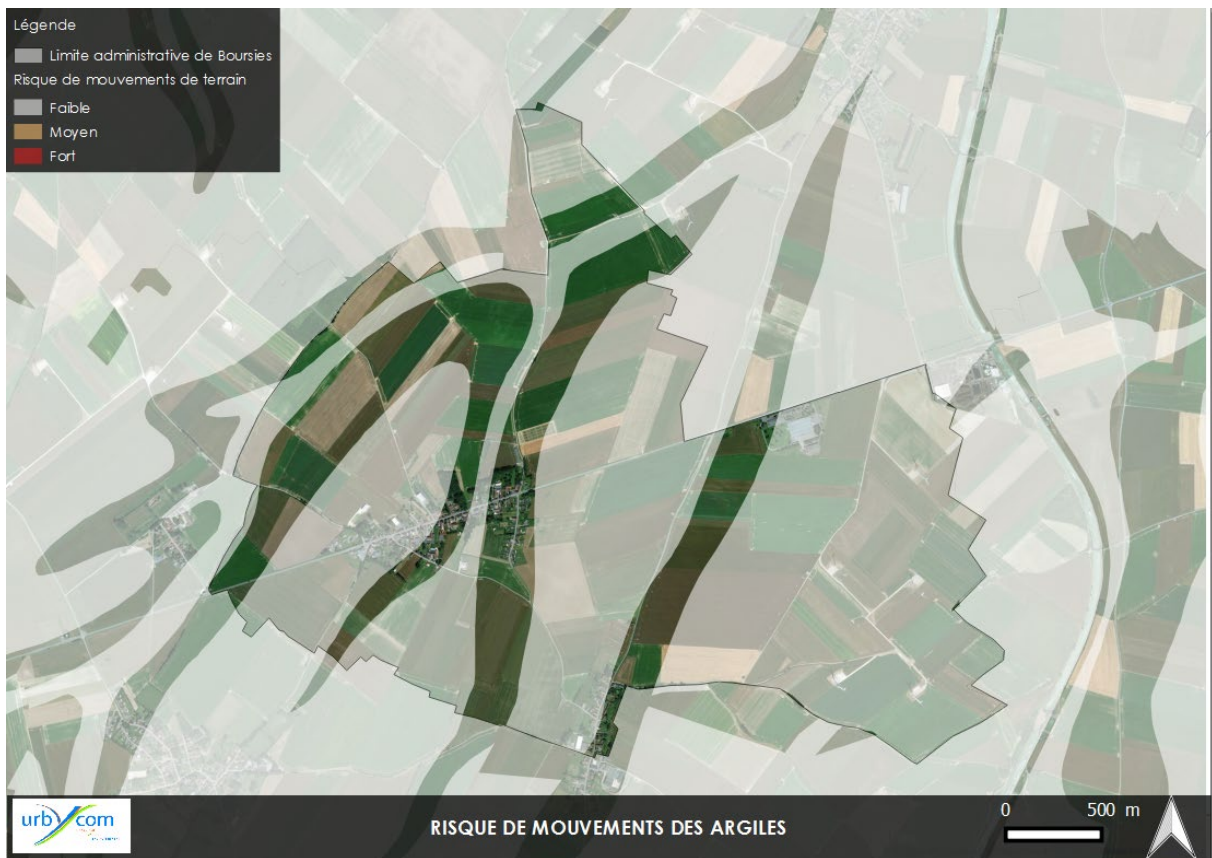 Légende
Limite administrative de Boursies
Risque de mouvements de terrain
Faible
Moyen
Fort
urbycom
RISQUE DE MOUVEMENTS DES ARGILES
0 500 m